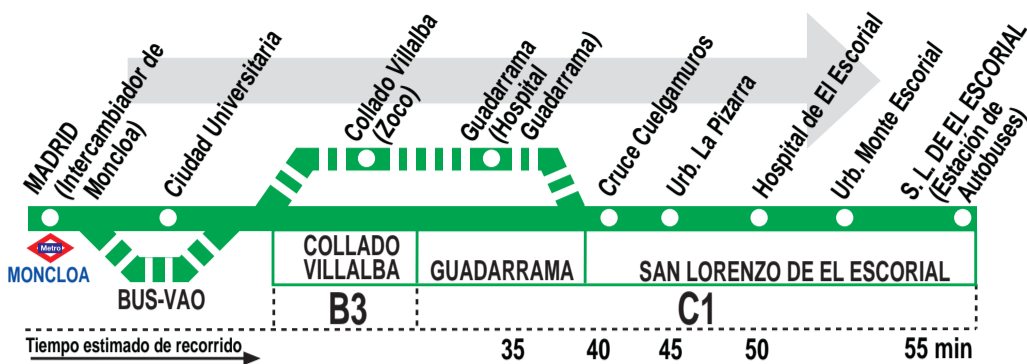 MADRID
(Intercambiador de
Moncloa)
Ciudad Universitaria
Collado Villalba
(Zoco)
Guadarrama
(Hospital
Guadarrama)
Cruce Cuelgamuros
Urb. La Pizarra
Hospital de El Escorial
Urb. Monte Escorial
S. L. DE EL ESCORIAL
(Estación de
Autobuses)
Metro
MONCLOA
BUS-VAO
COLLADO
VILLALBA
GUADARRAMA
SAN LORENZO DE EL ESCORIAL
B3
C1
Tiempo estimado de recorrido
35 40 45 50 55 min